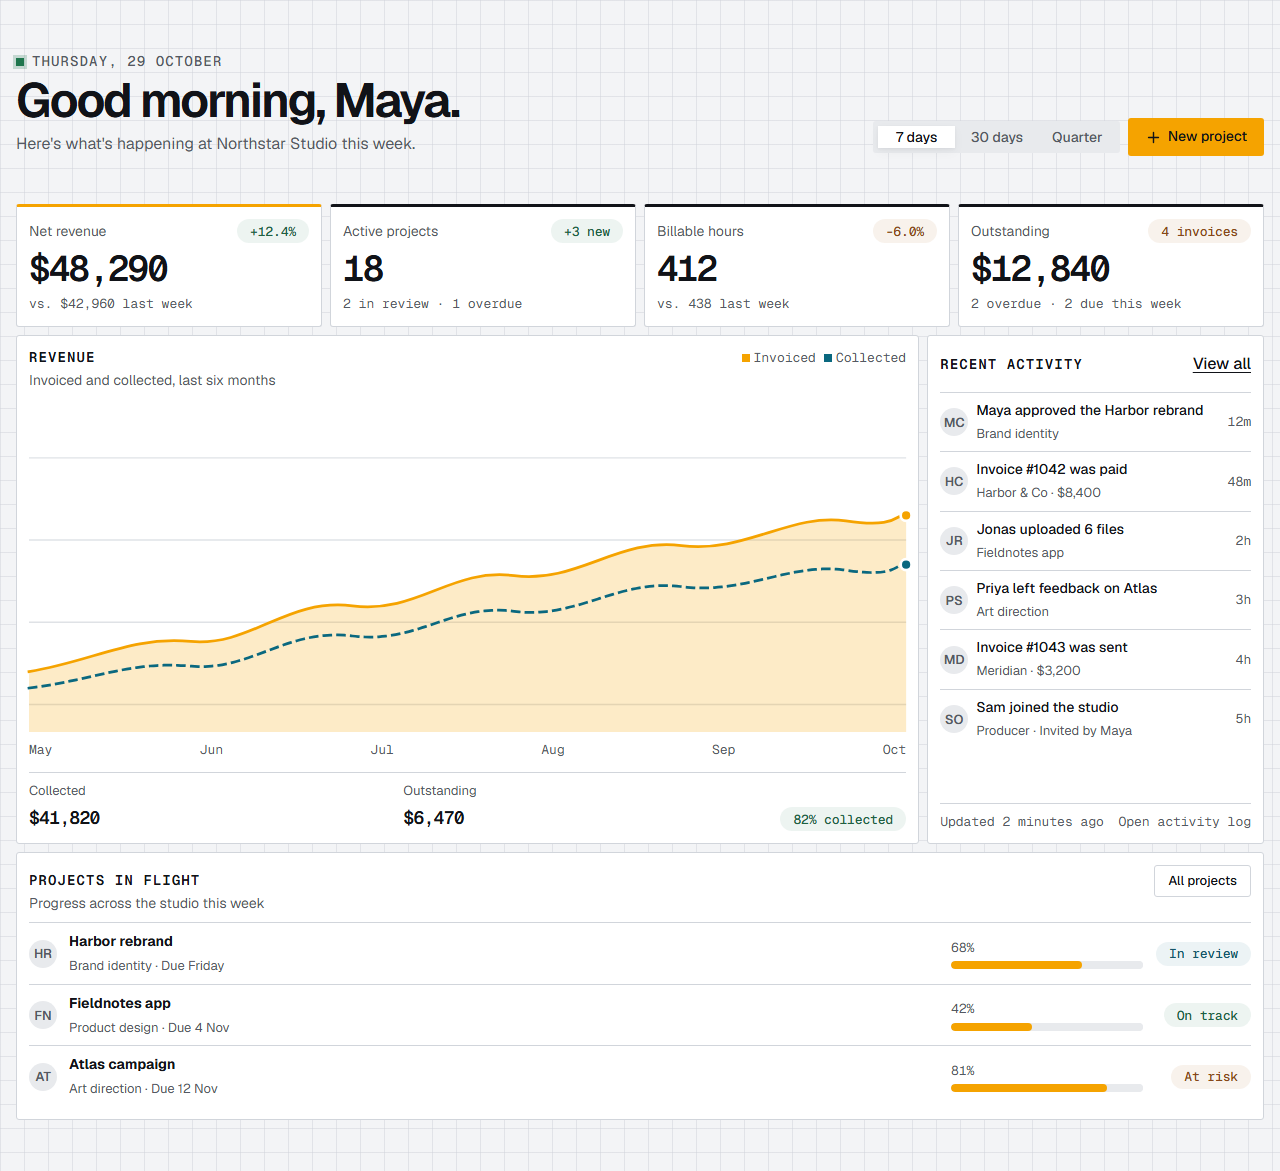 THURSDAY, 29 OCTOBER
Good morning, Maya.
Here's what's happening at Northstar Studio this week.
7 days
30 days
Quarter
+ New project
Net revenue
+12.4%
$48,290
vs. $42,960 last week
Active projects
+3 new
18
2 in review · 1 overdue
Billable hours
-6.0%
412
vs. 438 last week
Outstanding
4 invoices
$12,840
2 overdue · 2 due this week
REVENUE
Invoiced
Collected
Invoiced and collected, last six months
May
Jun
Jul
Aug
Sep
Oct
Collected
$41,820
Outstanding
$6,470
82% collected
RECENT ACTIVITY
View all
MC
Maya approved the Harbor rebrand
Brand identity
12m
HC
Invoice #1042 was paid
Harbor & Co · $8,400
48m
JR
Jonas uploaded 6 files
Fieldnotes app
2h
PS
Priya left feedback on Atlas
Art direction
3h
MD
Invoice #1043 was sent
Meridian · $3,200
4h
SO
Sam joined the studio
Producer · Invited by Maya
5h
Updated 2 minutes ago
Open activity log
PROJECTS IN FLIGHT
Progress across the studio this week
All projects
HR
Harbor rebrand
Brand identity · Due Friday
68%
In review
FN
Fieldnotes app
Product design · Due 4 Nov
42%
On track
AT
Atlas campaign
Art direction · Due 12 Nov
81%
At risk